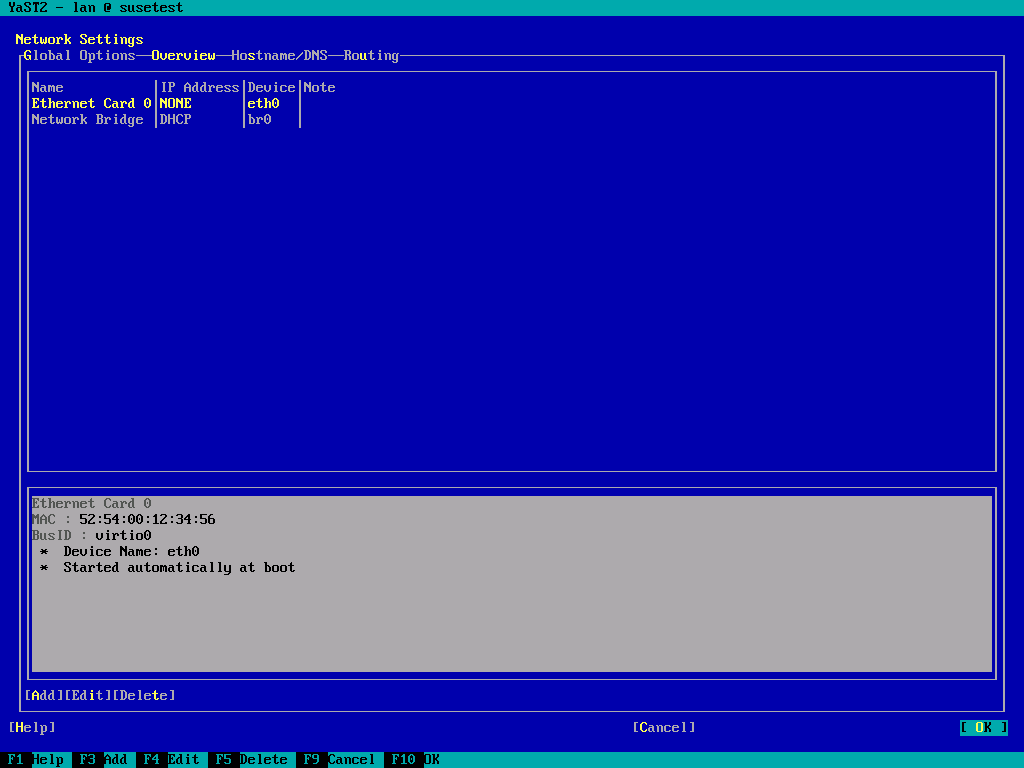 YaST2 - lan @ susetest
Network Settings
Global Options Overview Hostname/DNS Routing
Name IP Address Device Note
Ethernet Card 0 NONE eth0
Network Bridge DHCP br0
Ethernet Card 0
MAC : 52:54:00:12:34:56
BusID : virtio0
* Device Name: eth0
* Started automatically at boot
[Add][Edit][Delete]
[Help] [Cancel] [ OK ]
F1 Help F3 Add F4 Edit F5 Delete F9 Cancel F10 OK